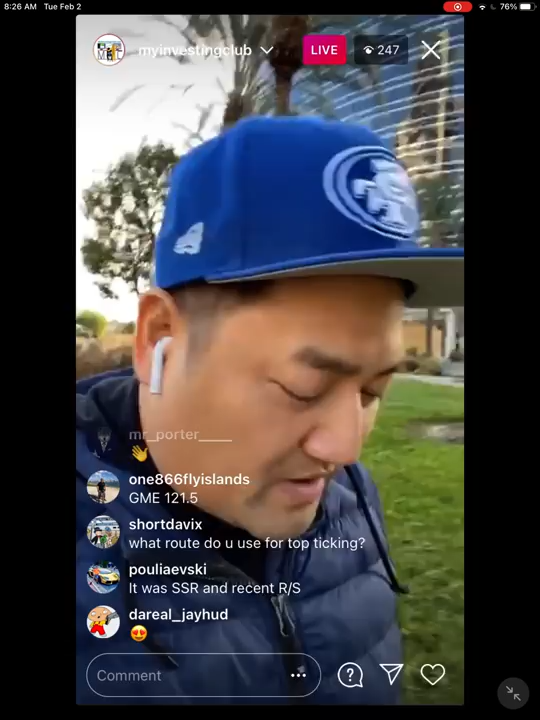 8:26 AM Tue Feb 2
76%
myinvestingclub
LIVE
247
mr_porter_____
one866flyislands
GME 121.5
shortdavix
what route do u use for top ticking?
pouliaevski
It was SSR and recent R/S
dareal_jayhud
Comment